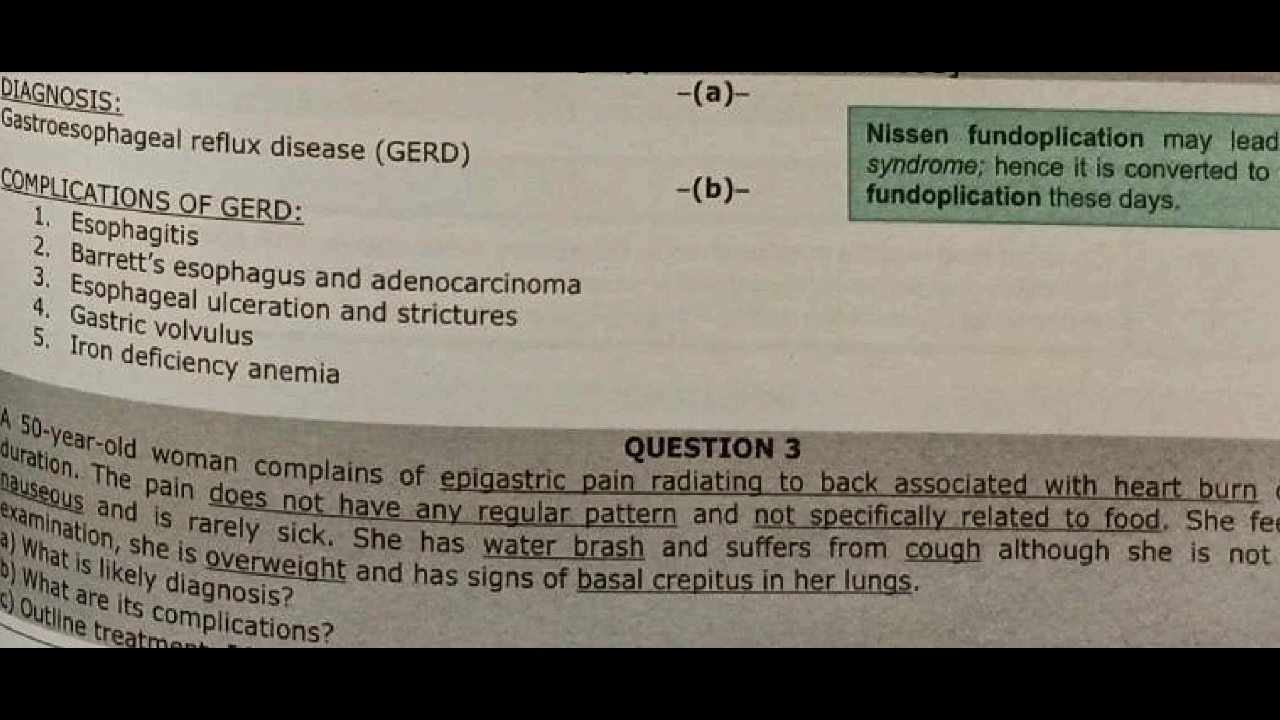 DIAGNOSIS:
–(a)–
Gastroesophageal reflux disease (GERD)
COMPLICATIONS OF GERD:
–(b)–
1. Esophagitis
2. Barrett's esophagus and adenocarcinoma
3. Esophageal ulceration and strictures
4. Gastric volvulus
5. Iron deficiency anemia
Nissen fundoplication may lead
syndrome; hence it is converted to
fundoplication these days.
QUESTION 3
A 50-year-old woman complains of epigastric pain radiating to back associated with heart burn
duration. The pain does not have any regular pattern and not specifically related to food. She
nauseous and is rarely sick. She has water brash and suffers from cough although she is not
examination, she is overweight and has signs of basal crepitus in her lungs.
a) What is likely diagnosis?
b) What are its complications?
c) Outline